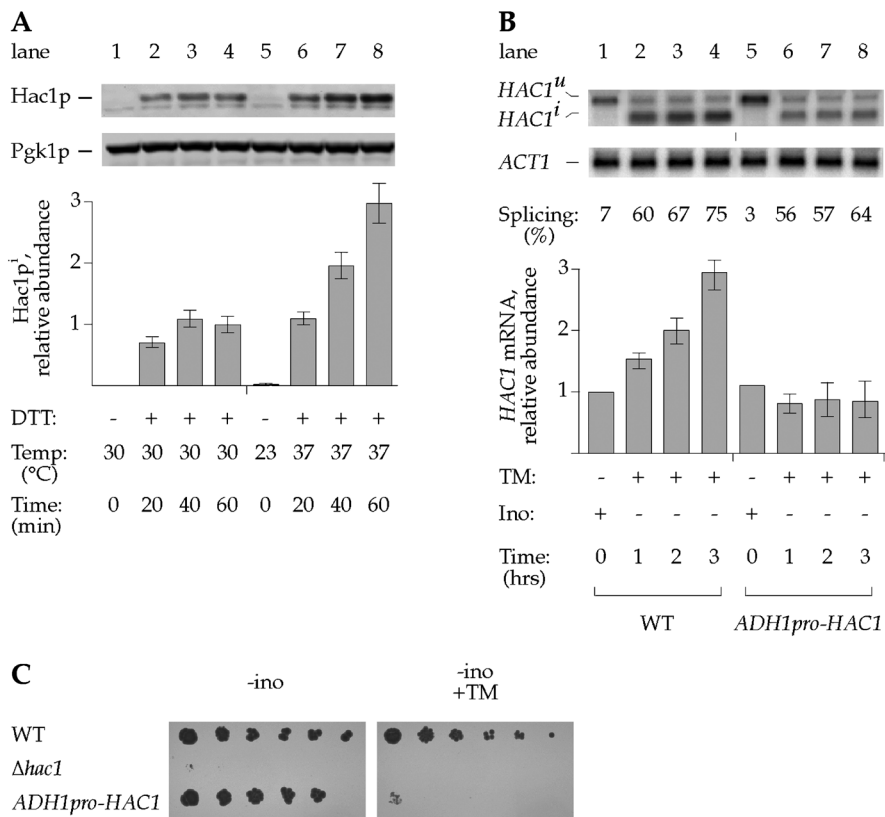 A
lane 1 2 3 4 5 6 7 8
Hac1p –
Pgk1p –
Hac1pⁱ,
relative abundance
3
2
1
DTT: - + + + - + + +
Temp: 30 30 30 30 23 37 37 37
(°C)
Time: 0 20 40 60 0 20 40 60
(min)
B
lane 1 2 3 4 5 6 7 8
HAC1ᵘ
HAC1ⁱ
ACT1 –
Splicing: 7 60 67 75 3 56 57 64
(%)
HAC1 mRNA,
relative abundance
3
2
1
TM: - + + + - + + +
Ino: + - - - + - - -
Time: 0 1 2 3 0 1 2 3
(hrs)
WT ADH1pro-HAC1
C
-ino -ino
+TM
WT
Δhac1
ADH1pro-HAC1